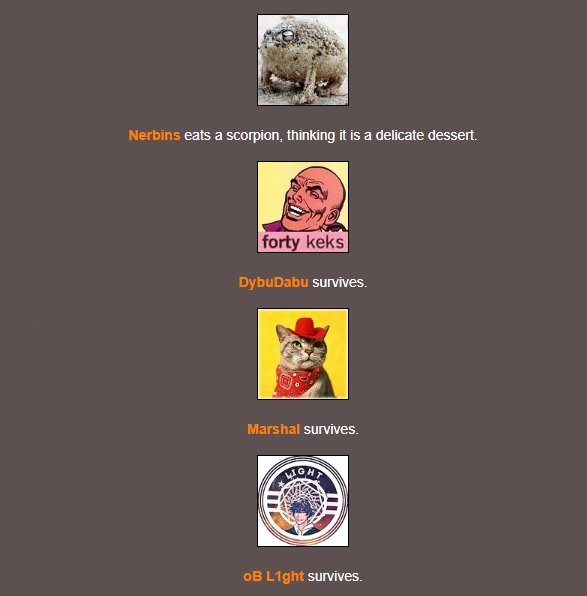 Nerbins eats a scorpion, thinking it is a delicate dessert.
forty keks
DybuDabu survives.
Marshal survives.
LIGHT
oB L1ght survives.